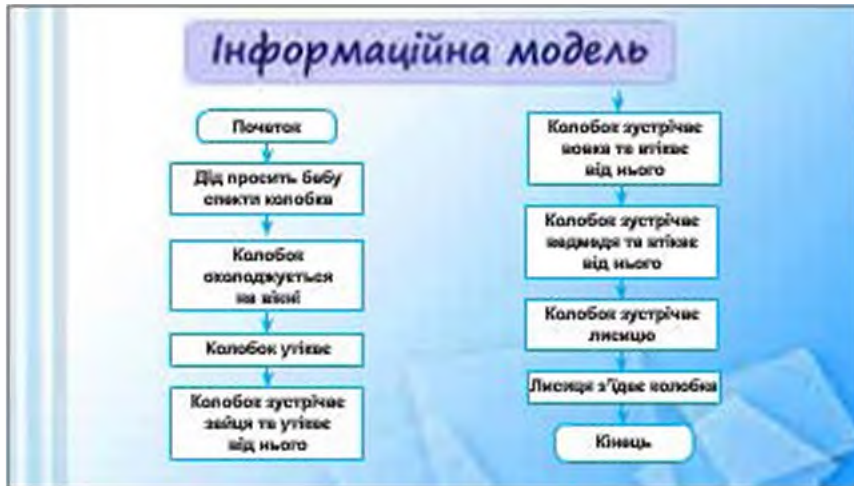 Інформаційна модель
Початок
Дід просить бабу
спекти колобка
Колобок
охолоджується
на вікні
Колобок утікає
Колобок зустрічає
зайця та утікає
від нього
Колобок зустрічає
вовка та втікає
від нього
Колобок зустрічає
ведмедя та втікає
від нього
Колобок зустрічає
лисицю
Лисиця з'їдає колобка
Кінець